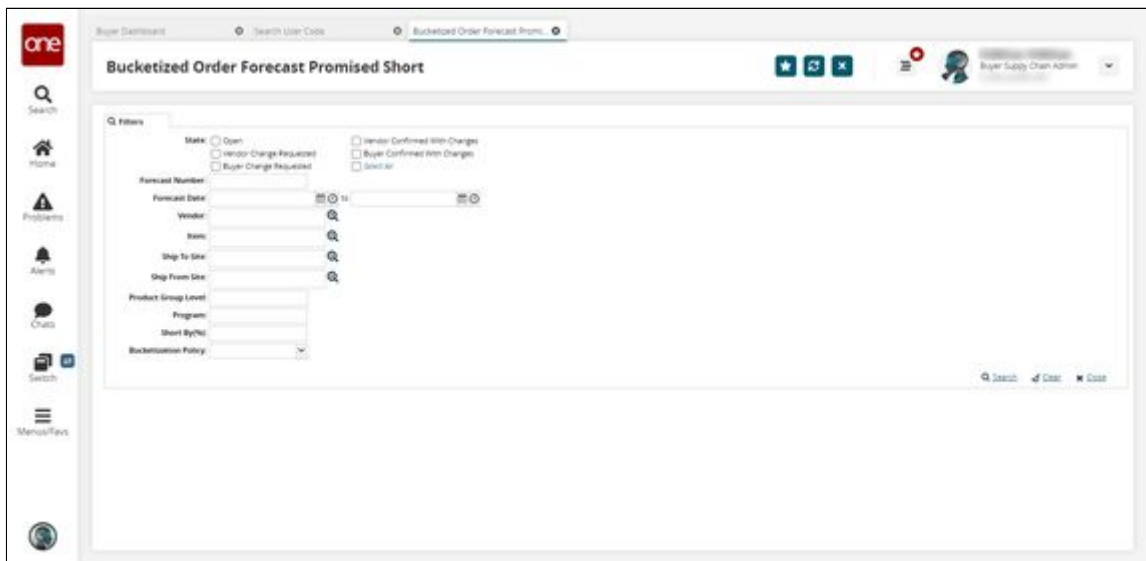 one
Buyer Dashboard
Search User Code
Bucketized Order Forecast Promi...
Bucketized Order Forecast Promised Short
Buyer Supply Chain Admin
Search
Home
Problems
Alerts
Chats
Switch
Menus/Favs
Filters
State: Open Vendor Confirmed With Changes
Vendor Change Requested Buyer Confirmed With Changes
Buyer Change Requested Select All
Forecast Number:
Forecast Date: to
Vendor:
Item:
Ship To Site:
Ship From Site:
Product Group Level:
Program:
Short By(%):
Bucketization Policy:
Search Clear Close